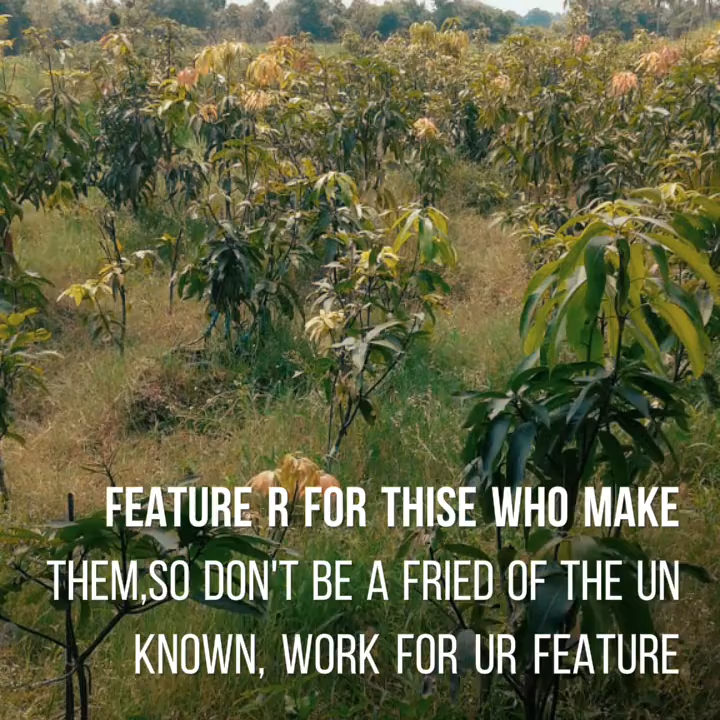 FEATURE R FOR THISE WHO MAKE
THEM,SO DON'T BE A FRIED OF THE UN
KNOWN, WORK FOR UR FEATURE